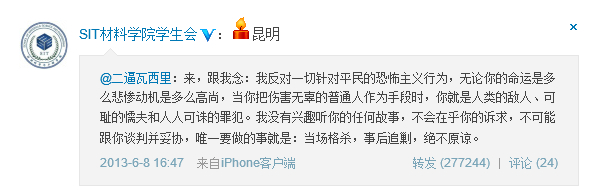 SIT材料学院学生会：昆明
@二逼瓦西里：来，跟我念：我反对一切针对平民的恐怖主义行为，无论你的命运是多
么悲惨动机是多么高尚，当你把伤害无辜的普通人作为手段时，你就是人类的敌人、可
耻的懦夫和人人可诛的罪犯。我没有兴趣听你的任何故事，不会在乎你的诉求，不可能
跟你谈判并妥协，唯一要做的事就是：当场格杀，事后追剿，绝不原谅。
2013-6-8 16:47 来自iPhone客户端 转发 (277244) | 评论 (24)